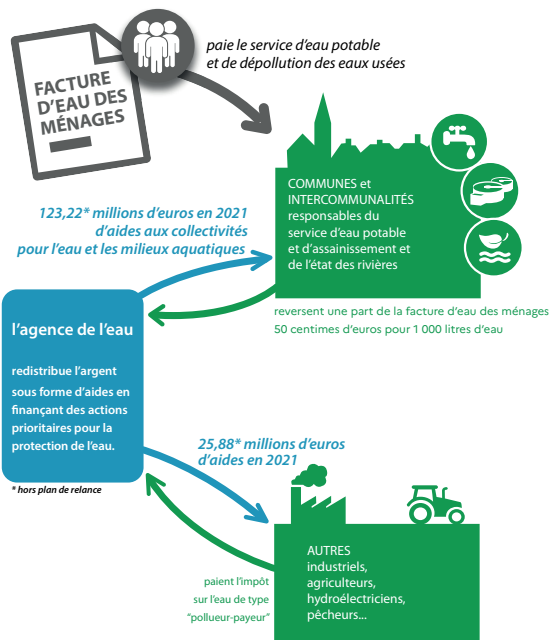 paie le service d'eau potable
et de dépollution des eaux usées
FACTURE
D'EAU DES
MÉNAGES
COMMUNES et
INTERCOMMUNALITÉS
responsables du
service d'eau potable
et d'assainissement et
de l'état des rivières
123,22* millions d'euros en 2021
d'aides aux collectivités
pour l'eau et les milieux aquatiques
reversent une part de la facture d'eau des ménages
50 centimes d'euros pour 1 000 litres d'eau
l'agence de l'eau
redistribue l'argent
sous forme d'aides en
finançant des actions
prioritaires pour la
protection de l'eau.
* hors plan de relance
25,88* millions d'euros
d'aides en 2021
AUTRES
industriels,
agriculteurs,
hydroélectriciens,
pêcheurs...
paient l'impôt
sur l'eau de type
"pollueur-payeur"